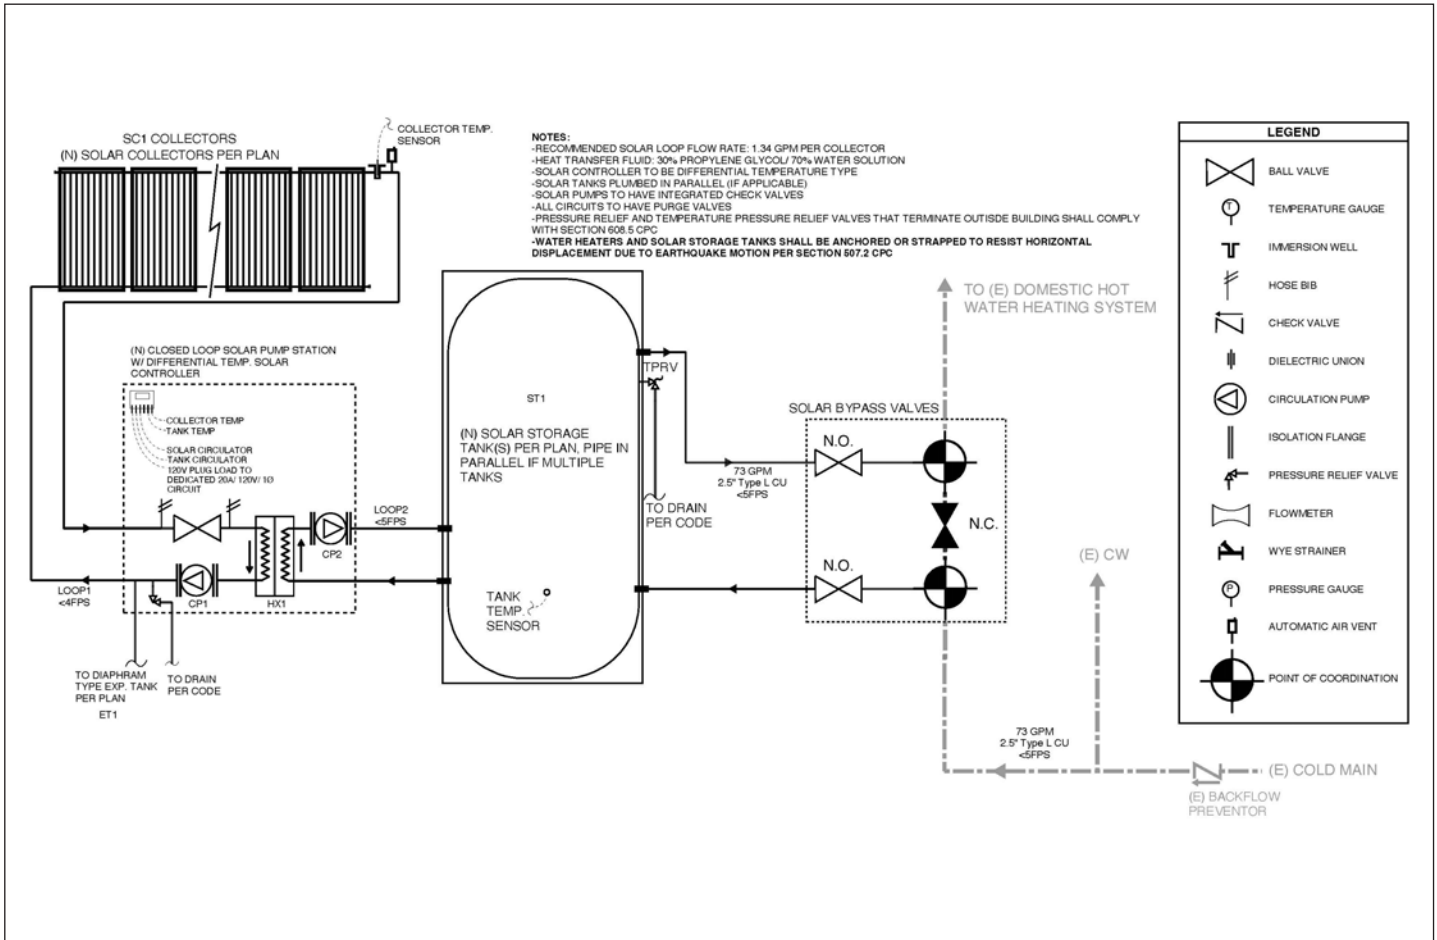 SC1 COLLECTORS
(N) SOLAR COLLECTORS PER PLAN
COLLECTOR TEMP.
SENSOR
NOTES:
-RECOMMENDED SOLAR LOOP FLOW RATE: 1.34 GPM PER COLLECTOR
-HEAT TRANSFER FLUID: 30% PROPYLENE GLYCOL/ 70% WATER SOLUTION
-SOLAR CONTROLLER TO BE DIFFERENTIAL TEMPERATURE TYPE
-SOLAR TANKS PLUMBED IN PARALLEL (IF APPLICABLE)
-SOLAR PUMPS TO HAVE INTEGRATED CHECK VALVES
-ALL CIRCUITS TO HAVE PURGE VALVES
-PRESSURE RELIEF AND TEMPERATURE PRESSURE RELIEF VALVES THAT TERMINATE OUTISDE BUILDING SHALL COMPLY
WITH SECTION 608.5 CPC
-WATER HEATERS AND SOLAR STORAGE TANKS SHALL BE ANCHORED OR STRAPPED TO RESIST HORIZONTAL
DISPLACEMENT DUE TO EARTHQUAKE MOTION PER SECTION 507.2 CPC
(N) CLOSED LOOP SOLAR PUMP STATION
W/ DIFFERENTIAL TEMP. SOLAR
CONTROLLER
COLLECTOR TEMP
TANK TEMP
SOLAR CIRCULATOR
TANK CIRCULATOR
120V PLUG LOAD TO
DEDICATED 20A/ 120V/ 1Ø
CIRCUIT
LOOP2
<5FPS
CP2
LOOP1
<4FPS
CP1
HX1
TO DIAPHRAM
TYPE EXP. TANK
PER PLAN
ET1
TO DRAIN
PER CODE
ST1
(N) SOLAR STORAGE
TANK(S) PER PLAN, PIPE IN
PARALLEL IF MULTIPLE
TANKS
TANK
TEMP.
SENSOR
TPRV
TO DRAIN
PER CODE
73 GPM
2.5" Type L CU
<5FPS
SOLAR BYPASS VALVES
N.O.
N.C.
N.O.
TO (E) DOMESTIC HOT
WATER HEATING SYSTEM
(E) CW
73 GPM
2.5" Type L CU
<5FPS
(E) COLD MAIN
(E) BACKFLOW
PREVENTOR
LEGEND
BALL VALVE
T
TEMPERATURE GAUGE
IMMERSION WELL
HOSE BIB
CHECK VALVE
DIELECTRIC UNION
CIRCULATION PUMP
ISOLATION FLANGE
PRESSURE RELIEF VALVE
FLOWMETER
WYE STRAINER
P
PRESSURE GAUGE
AUTOMATIC AIR VENT
POINT OF COORDINATION